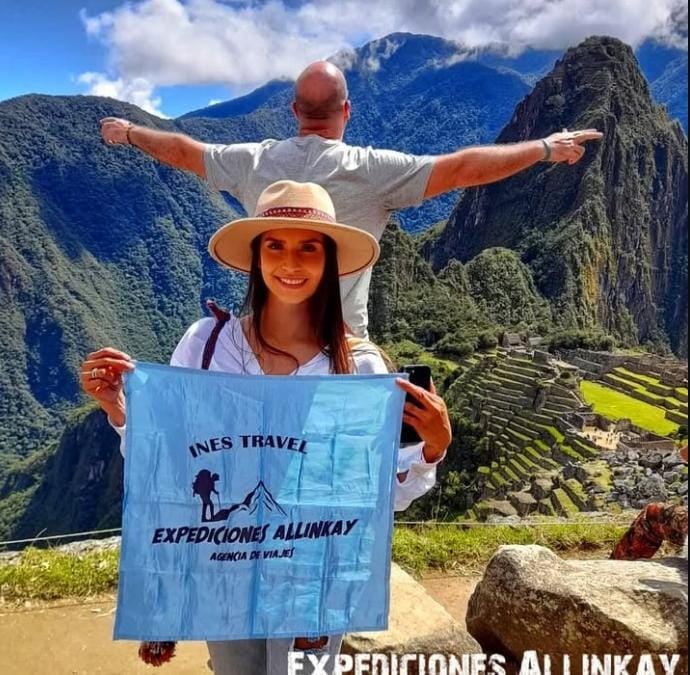 INES TRAVEL
EXPEDICIONES ALLINKAY
AGENCIA DE VIAJES
EXPEDICIONES ALLINKAY